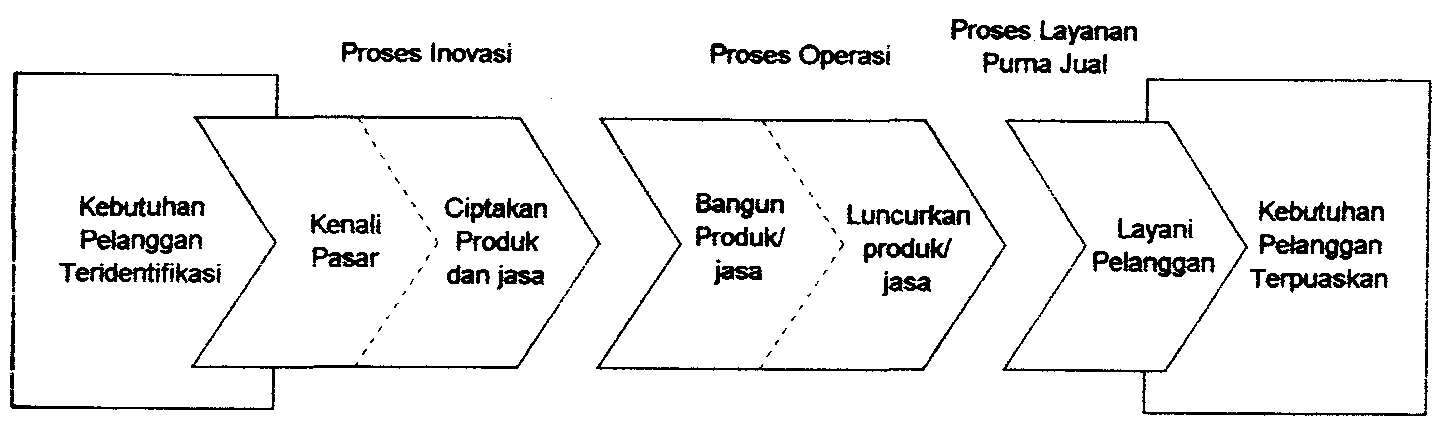 Proses Inovasi
Proses Operasi
Proses Layanan
Purna Jual
Kebutuhan
Pelanggan
Teridentifikasi
Kenali
Pasar
Ciptakan
Produk
dan jasa
Bangun
Produk/
jasa
Luncurkan
produk/
jasa
Layani
Pelanggan
Kebutuhan
Pelanggan
Terpuaskan